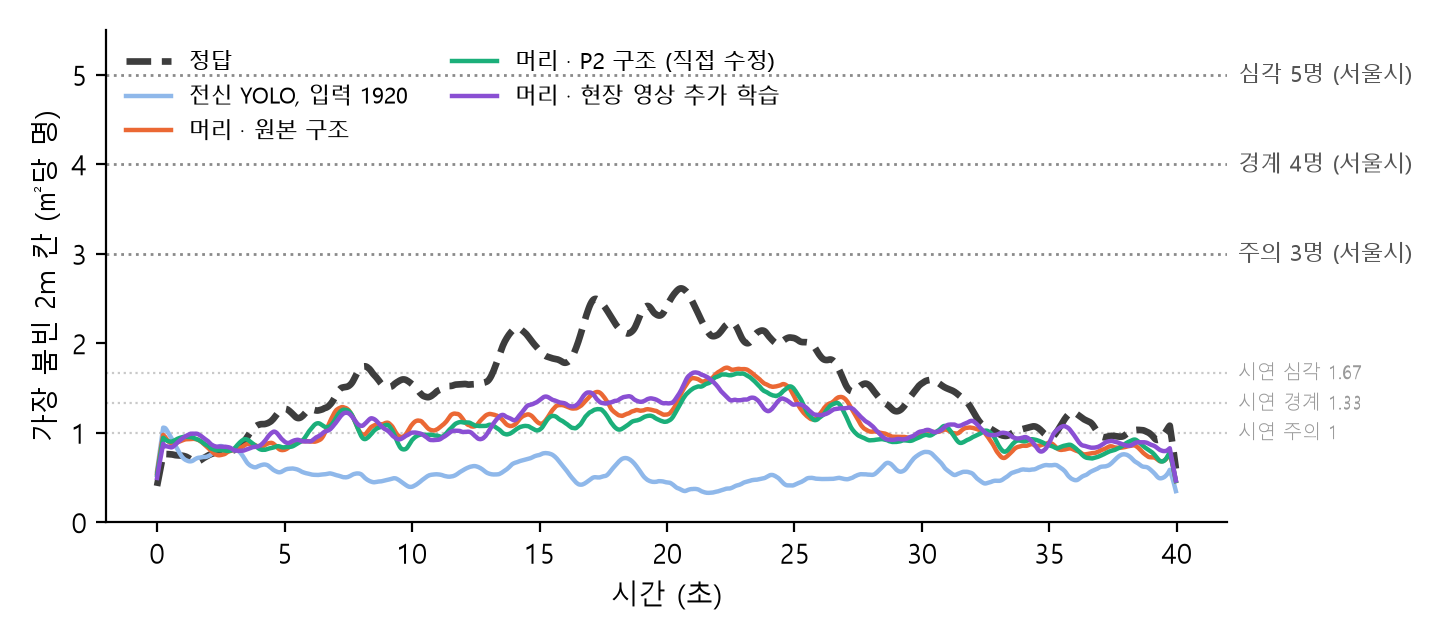 정답
전신 YOLO, 입력 1920
머리 · 원본 구조
머리 · P2 구조 (직접 수정)
머리 · 현장 영상 추가 학습
심각 5명 (서울시)
경계 4명 (서울시)
주의 3명 (서울시)
시연 심각 1.67
시연 경계 1.33
시연 주의 1
가장 붐빈 2m 칸 (㎡당 명)
5
4
3
2
1
0
0 5 10 15 20 25 30 35 40
시간 (초)